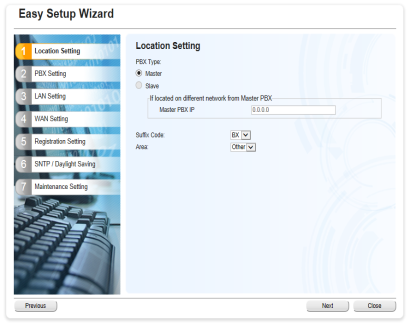 Easy Setup Wizard
1 Location Setting
2 PBX Setting
3 LAN Setting
4 WAN Setting
5 Registration Setting
6 SNTP / Daylight Saving
7 Maintenance Setting
Location Setting
PBX Type:
Master
Slave
If located on different network from Master PBX
Master PBX IP 0.0.0.0
Suffix Code: BX
Area: Other
Previous Next Close